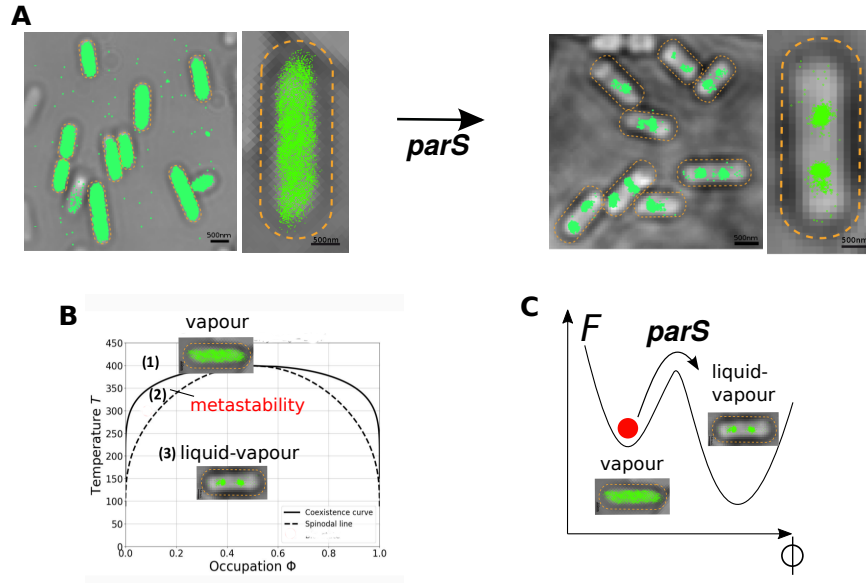 A
500nm
500nm
parS
500nm
500nm
B
vapour
450
400
350
300
250
200
150
100
50
0
Temperature T
(1)
(2)
metastability
(3) liquid-vapour
Coexistence curve
Spinodal line
0.0
0.2
0.4
0.6
0.8
1.0
Occupation Φ
C
F
parS
liquid-
vapour
vapour
Φ